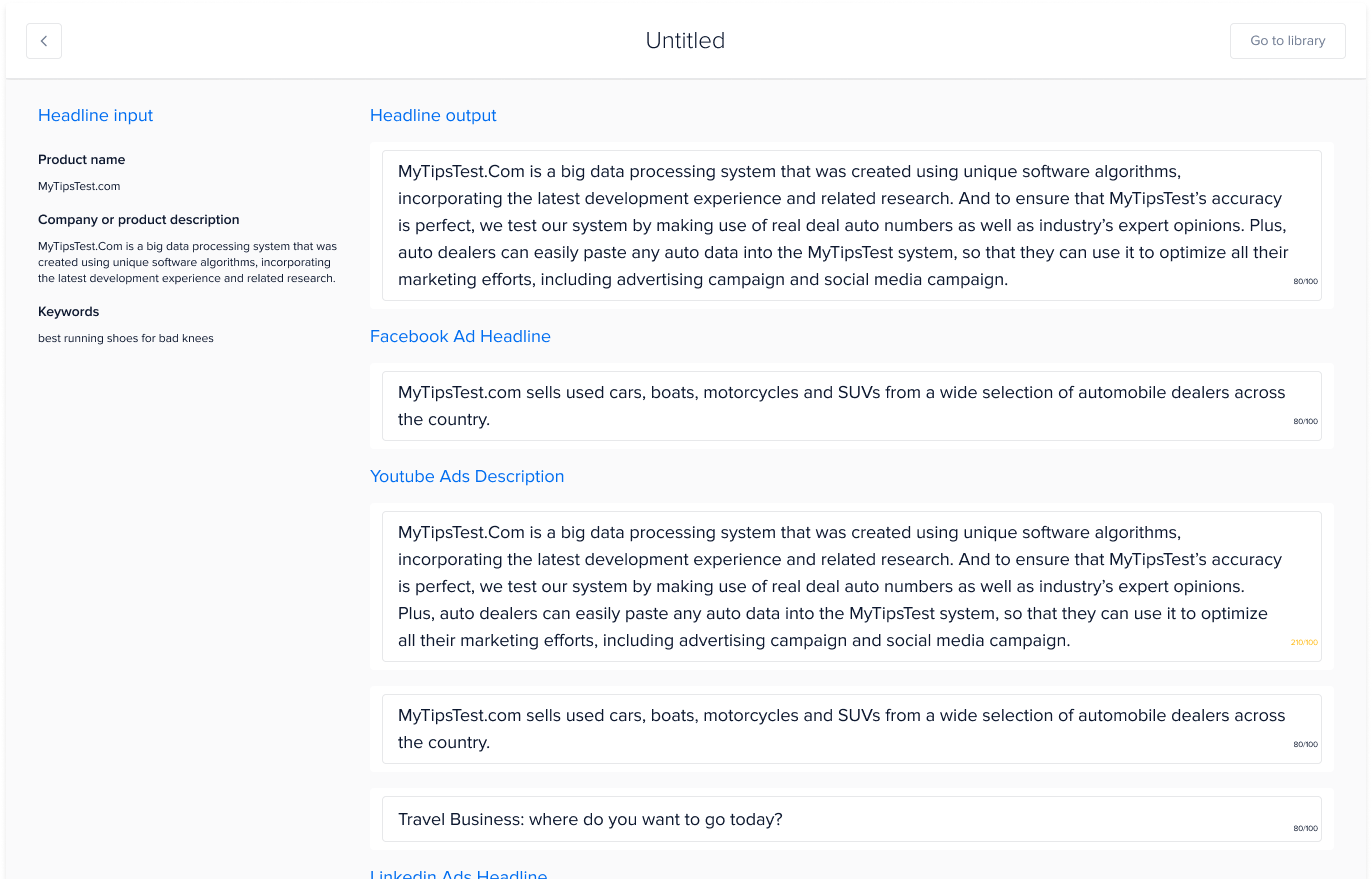 Untitled
Go to library
Headline input
Product name
MyTipsTest.com
Company or product description
MyTipsTest.Com is a big data processing system that was
created using unique software algorithms, incorporating
the latest development experience and related research.
Keywords
best running shoes for bad knees
Headline output
MyTipsTest.Com is a big data processing system that was created using unique software algorithms,
incorporating the latest development experience and related research. And to ensure that MyTipsTest’s accuracy
is perfect, we test our system by making use of real deal auto numbers as well as industry’s expert opinions. Plus,
auto dealers can easily paste any auto data into the MyTipsTest system, so that they can use it to optimize all their
marketing efforts, including advertising campaign and social media campaign.
80/100
Facebook Ad Headline
MyTipsTest.com sells used cars, boats, motorcycles and SUVs from a wide selection of automobile dealers across
the country.
80/100
Youtube Ads Description
MyTipsTest.Com is a big data processing system that was created using unique software algorithms,
incorporating the latest development experience and related research. And to ensure that MyTipsTest’s accuracy
is perfect, we test our system by making use of real deal auto numbers as well as industry’s expert opinions.
Plus, auto dealers can easily paste any auto data into the MyTipsTest system, so that they can use it to optimize
all their marketing efforts, including advertising campaign and social media campaign.
210/100
MyTipsTest.com sells used cars, boats, motorcycles and SUVs from a wide selection of automobile dealers across
the country.
80/100
Travel Business: where do you want to go today?
80/100
Linkedin Ads Headline